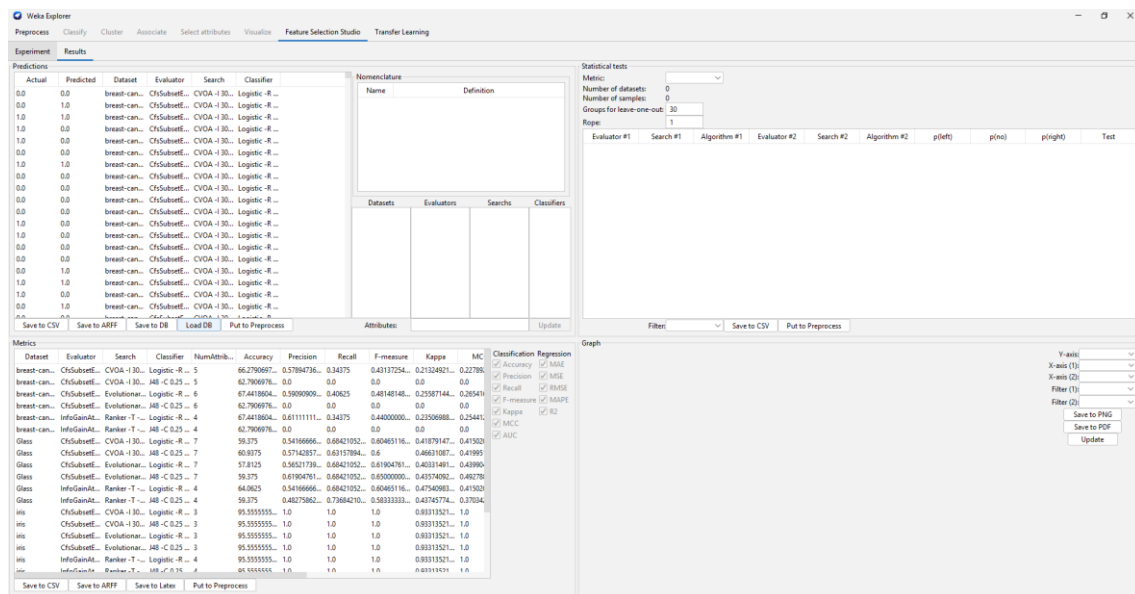 Weka Explorer
Preprocess Classify Cluster Associate Select attributes Visualize Feature Selection Studio Transfer Learning
Experiment Results
Predictions
Actual Predicted Dataset Evaluator Search Classifier
0.0 0.0 breast-can... CfsSubsetE... CVOA -I 30... Logistic -R ...
0.0 1.0 breast-can... CfsSubsetE... CVOA -I 30... Logistic -R ...
1.0 1.0 breast-can... CfsSubsetE... CVOA -I 30... Logistic -R ...
1.0 0.0 breast-can... CfsSubsetE... CVOA -I 30... Logistic -R ...
1.0 0.0 breast-can... CfsSubsetE... CVOA -I 30... Logistic -R ...
0.0 0.0 breast-can... CfsSubsetE... CVOA -I 30... Logistic -R ...
1.0 1.0 breast-can... CfsSubsetE... CVOA -I 30... Logistic -R ...
0.0 0.0 breast-can... CfsSubsetE... CVOA -I 30... Logistic -R ...
0.0 0.0 breast-can... CfsSubsetE... CVOA -I 30... Logistic -R ...
0.0 0.0 breast-can... CfsSubsetE... CVOA -I 30... Logistic -R ...
0.0 0.0 breast-can... CfsSubsetE... CVOA -I 30... Logistic -R ...
1.0 0.0 breast-can... CfsSubsetE... CVOA -I 30... Logistic -R ...
1.0 0.0 breast-can... CfsSubsetE... CVOA -I 30... Logistic -R ...
0.0 0.0 breast-can... CfsSubsetE... CVOA -I 30... Logistic -R ...
0.0 0.0 breast-can... CfsSubsetE... CVOA -I 30... Logistic -R ...
0.0 1.0 breast-can... CfsSubsetE... CVOA -I 30... Logistic -R ...
1.0 1.0 breast-can... CfsSubsetE... CVOA -I 30... Logistic -R ...
1.0 0.0 breast-can... CfsSubsetE... CVOA -I 30... Logistic -R ...
0.0 1.0 breast-can... CfsSubsetE... CVOA -I 30... Logistic -R ...
Save to CSV Save to ARFF Save to DB Load DB Put to Preprocess
Nomenclature
Name Definition
Datasets Evaluators Searchs Classifiers
Attributes: Update
Statistical tests
Metric:
Number of datasets: 0
Number of samples: 0
Groups for leave-one-out: 30
Rope: 1
Evaluator #1 Search #1 Algorithm #1 Evaluator #2 Search #2 Algorithm #2 p(left) p(no) p(right) Test
Filter: Save to CSV Put to Preprocess
Metrics
Dataset Evaluator Search Classifier NumAttrib... Accuracy Precision Recall F-measure Kappa MC
breast-can... CfsSubsetE... CVOA -I 30... Logistic -R ... 5 66.2790697... 0.57894736... 0.34375 0.43137254... 0.21324921... 0.22789
breast-can... CfsSubsetE... CVOA -I 30... J48 -C 0.25 ... 5 62.7906976... 0.0 0.0 0.0 0.0 0.0
breast-can... CfsSubsetE... Evolutionar... Logistic -R ... 6 67.4418604... 0.59090909... 0.40625 0.48148148... 0.25587144... 0.26541
breast-can... CfsSubsetE... Evolutionar... J48 -C 0.25 ... 6 62.7906976... 0.0 0.0 0.0 0.0 0.0
breast-can... InfoGainAt... Ranker -T -... Logistic -R ... 4 67.4418604... 0.61111111... 0.34375 0.44000000... 0.23506988... 0.25441
breast-can... InfoGainAt... Ranker -T -... J48 -C 0.25 ... 4 62.7906976... 0.0 0.0 0.0 0.0 0.0
Glass CfsSubsetE... CVOA -I 30... Logistic -R ... 7 59.375 0.54166666... 0.68421052... 0.60465116... 0.41879147... 0.41502
Glass CfsSubsetE... CVOA -I 30... J48 -C 0.25 ... 7 60.9375 0.57142857... 0.63157894... 0.6 0.46631087... 0.41995
Glass CfsSubsetE... Evolutionar... Logistic -R ... 7 57.8125 0.56521739... 0.68421052... 0.61904761... 0.40331491... 0.43990
Glass CfsSubsetE... Evolutionar... J48 -C 0.25 ... 7 59.375 0.61904761... 0.68421052... 0.65000000... 0.43574092... 0.49278
Glass InfoGainAt... Ranker -T -... Logistic -R ... 4 64.0625 0.54166666... 0.68421052... 0.60465116... 0.47540983... 0.41502
Glass InfoGainAt... Ranker -T -... J48 -C 0.25 ... 4 59.375 0.48275862... 0.73684210... 0.58333333... 0.43745774... 0.37034
iris CfsSubsetE... CVOA -I 30... Logistic -R ... 3 95.5555555... 1.0 1.0 1.0 0.93313521... 1.0
iris CfsSubsetE... CVOA -I 30... J48 -C 0.25 ... 3 95.5555555... 1.0 1.0 1.0 0.93313521... 1.0
iris CfsSubsetE... Evolutionar... Logistic -R ... 3 95.5555555... 1.0 1.0 1.0 0.93313521... 1.0
iris CfsSubsetE... Evolutionar... J48 -C 0.25 ... 3 95.5555555... 1.0 1.0 1.0 0.93313521... 1.0
iris InfoGainAt... Ranker -T -... Logistic -R ... 4 95.5555555... 1.0 1.0 1.0 0.93313521... 1.0
iris InfoGainAt... Ranker -T -... J48 -C 0.25 ... 4 95.5555555... 1.0 1.0 1.0 0.93313521... 1.0
Save to CSV Save to ARFF Save to Latex Put to Preprocess
Classification Regression
Accuracy MAE
Precision MSE
Recall RMSE
F-measure MAPE
Kappa R2
MCC
AUC
Graph
Y-axis:
X-axis (1):
X-axis (2):
Filter (1):
Filter (2):
Save to PNG
Save to PDF
Update